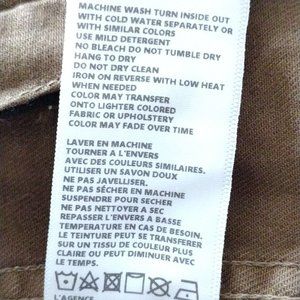 MACHINE WASH TURN INSIDE OUT
WITH COLD WATER SEPARATELY OR
WITH SIMILAR COLORS
USE MILD DETERGENT
NO BLEACH DO NOT TUMBLE DRY
HANG TO DRY
DO NOT DRY CLEAN
IRON ON REVERSE WITH LOW HEAT
WHEN NEEDED
COLOR MAY TRANSFER
ONTO LIGHTER COLORED
FABRIC OR UPHOLSTERY
COLOR MAY FADE OVER TIME
LAVER EN MACHINE
TOURNER A L'ENVERS
AVEC DES COULEURS SIMILAIRES.
UTILISER UN SAVON DOUX
NE PAS JAVELLISER.
NE PAS SÉCHER EN MACHINE
SUSPENDRE POUR SECHER
NE PAS NETTOYER A SEC
REPASSER L'ENVERS A BASSE
TEMPERATURE EN CAS DE BESOIN.
LE TEINTURE PEUT SE TRANSFERER
SUR UN TISSU DE COULEUR PLUS
CLAIRE OU PEUT DIMINUER AVEC
LE TEMPS.
L'AGENCE